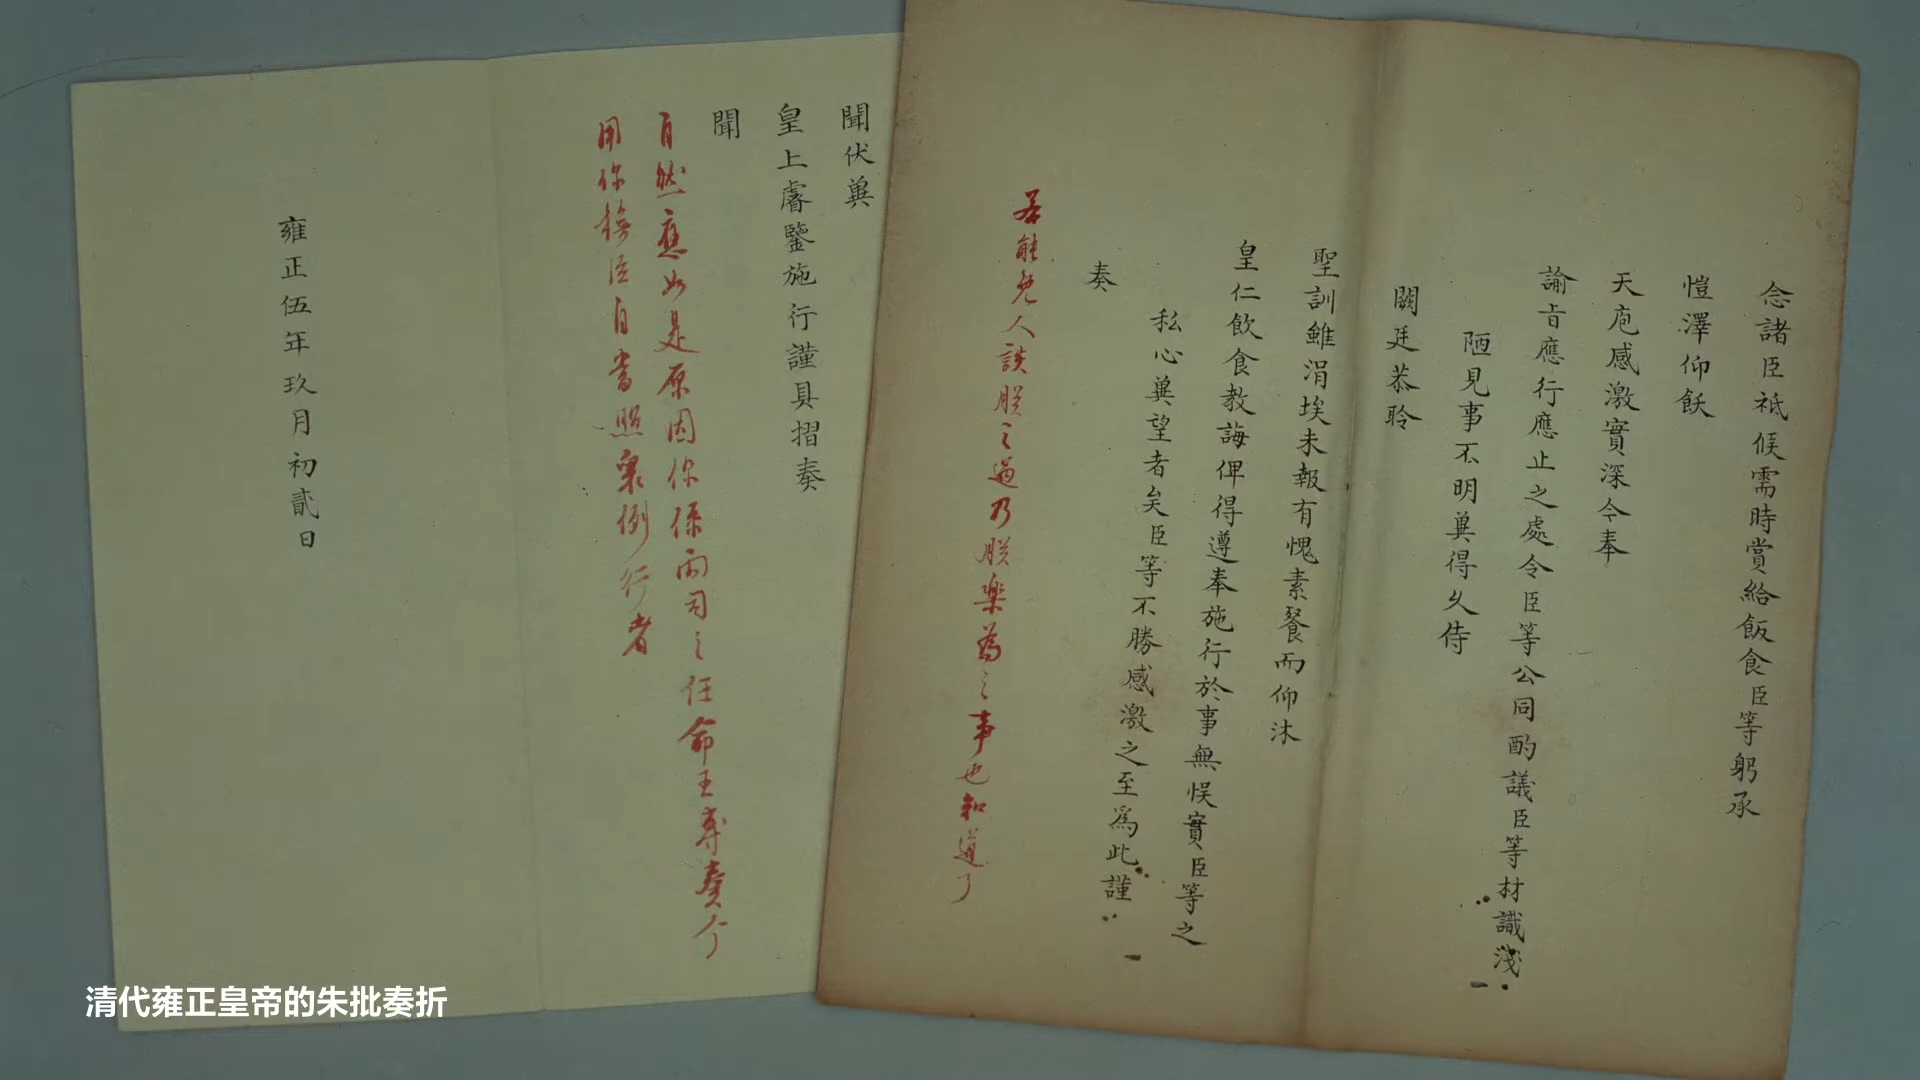 念諸臣祗候需時賞給飯食臣等躬承
愷澤仰飫
天庖感激實深今奉
諭旨應行應止之處令臣等公同酌議臣等材識淺
陋見事不明冀得久侍
闕廷恭聆
聖訓雖涓埃未報有愧素餐而仰沐
皇仁飲食教誨俾得遵奉施行於事無悞實臣等之
私心冀望者矣臣等不勝感激之至為此謹
奏
若能免人談朕之過乃朕樂為之事也知道了
聞伏冀
皇上睿鑒施行謹具摺奏
聞
自然應如是原因你係兩司之任命王專奏今
用你撫臣自當照衆例行者
雍正伍年玖月初貳日
清代雍正皇帝的朱批奏折